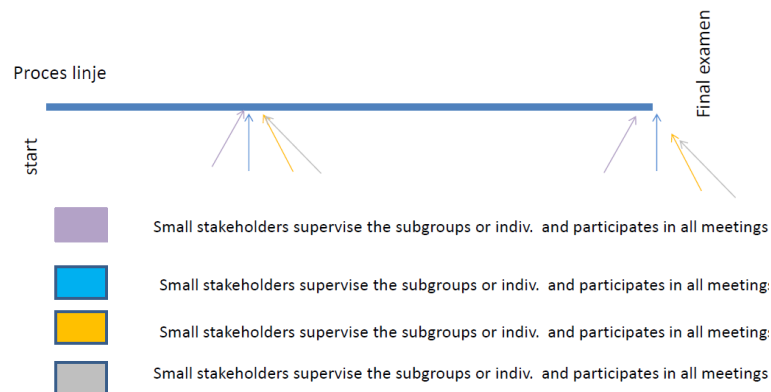 Final examen
Proces linje
start
Small stakeholders supervise the subgroups or indiv. and participates in all meetings
Small stakeholders supervise the subgroups or indiv. and participates in all meetings
Small stakeholders supervise the subgroups or indiv. and participates in all meetings
Small stakeholders supervise the subgroups or indiv. and participates in all meetings